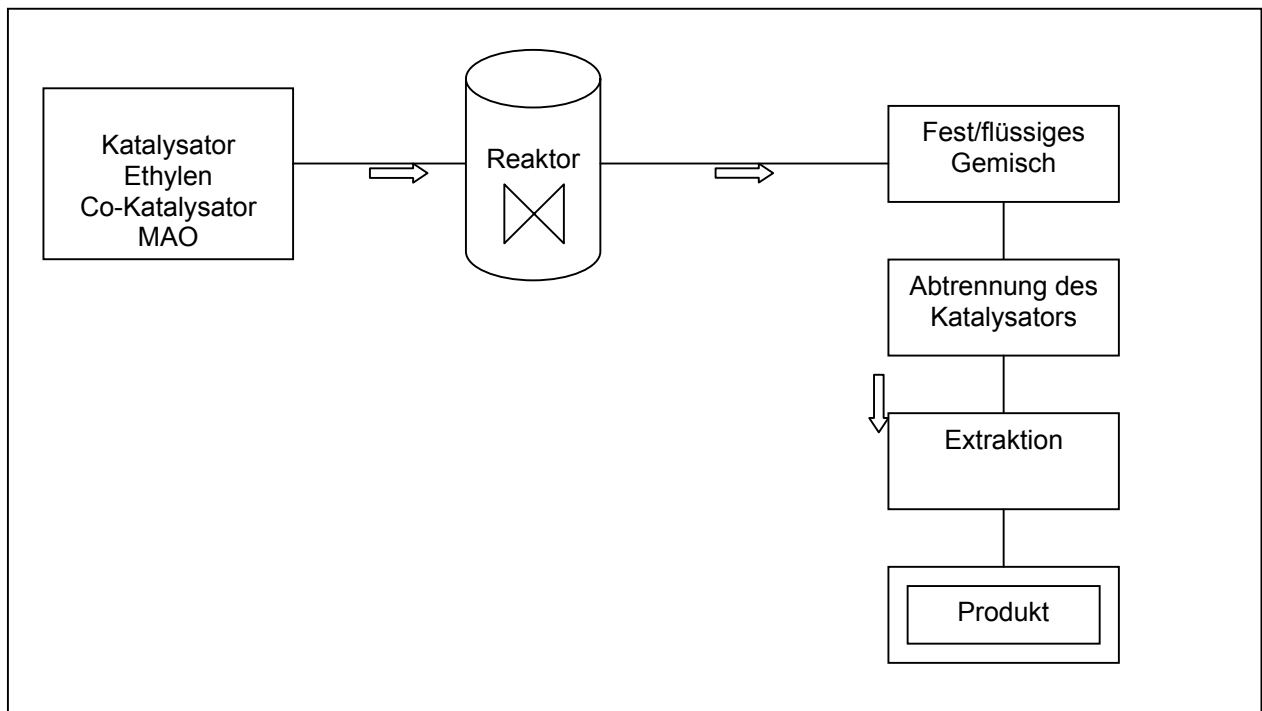 Katalysator
Ethylen
Co-Katalysator
MAO
Reaktor
Fest/flüssiges
Gemisch
Abtrennung des
Katalysators
Extraktion
Produkt